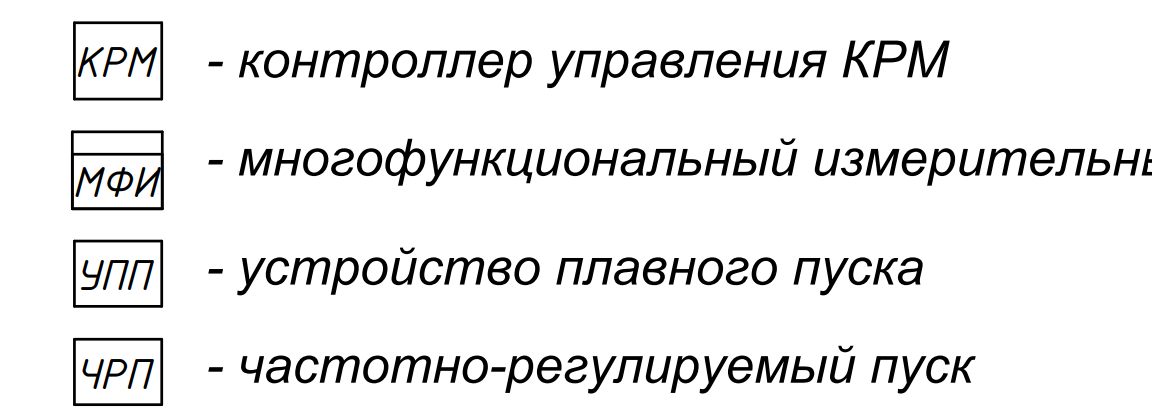 КРМ - контроллер управления КРМ
МФИ - многофункциональный
УПП - устройство плавного пуска
ЧРП - частотно-регулируемый пуск